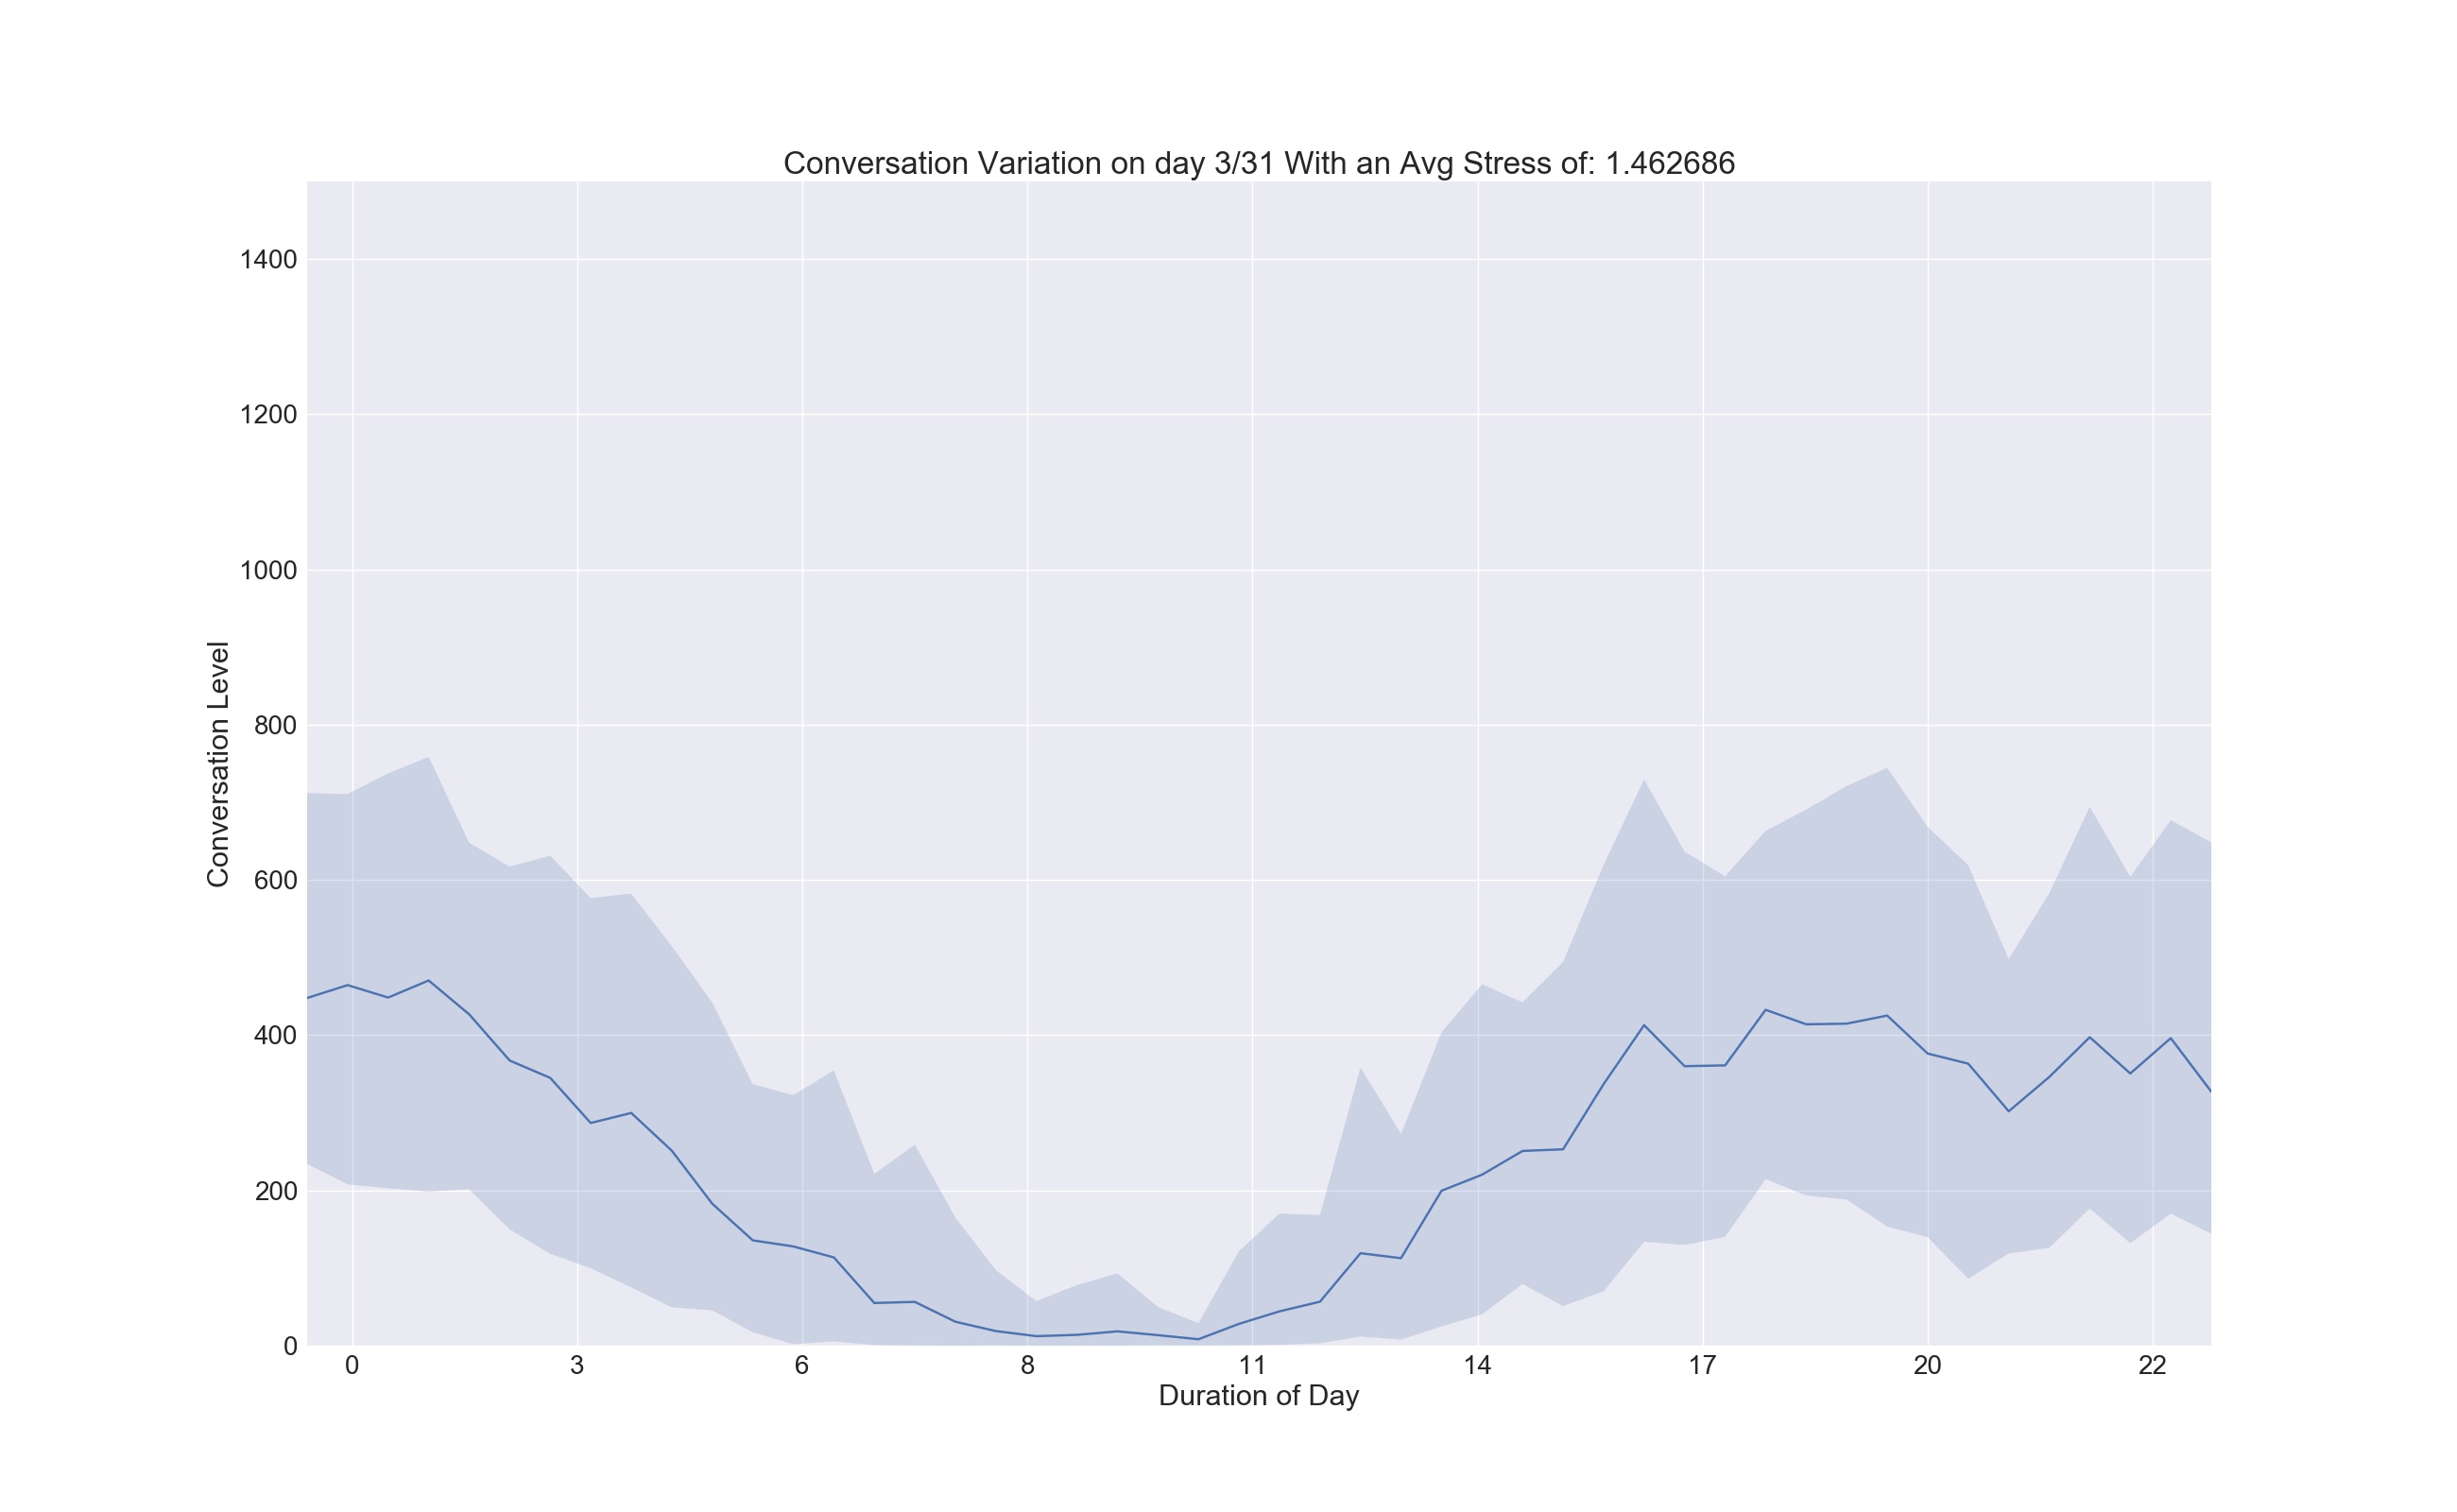 Conversation Variation on day 3/31 With an Avg Stress of: 1.462686
1400
1200
1000
800
600
400
200
0
Conversation Level
0 3 6 8 11 14 17 20 22
Duration of Day